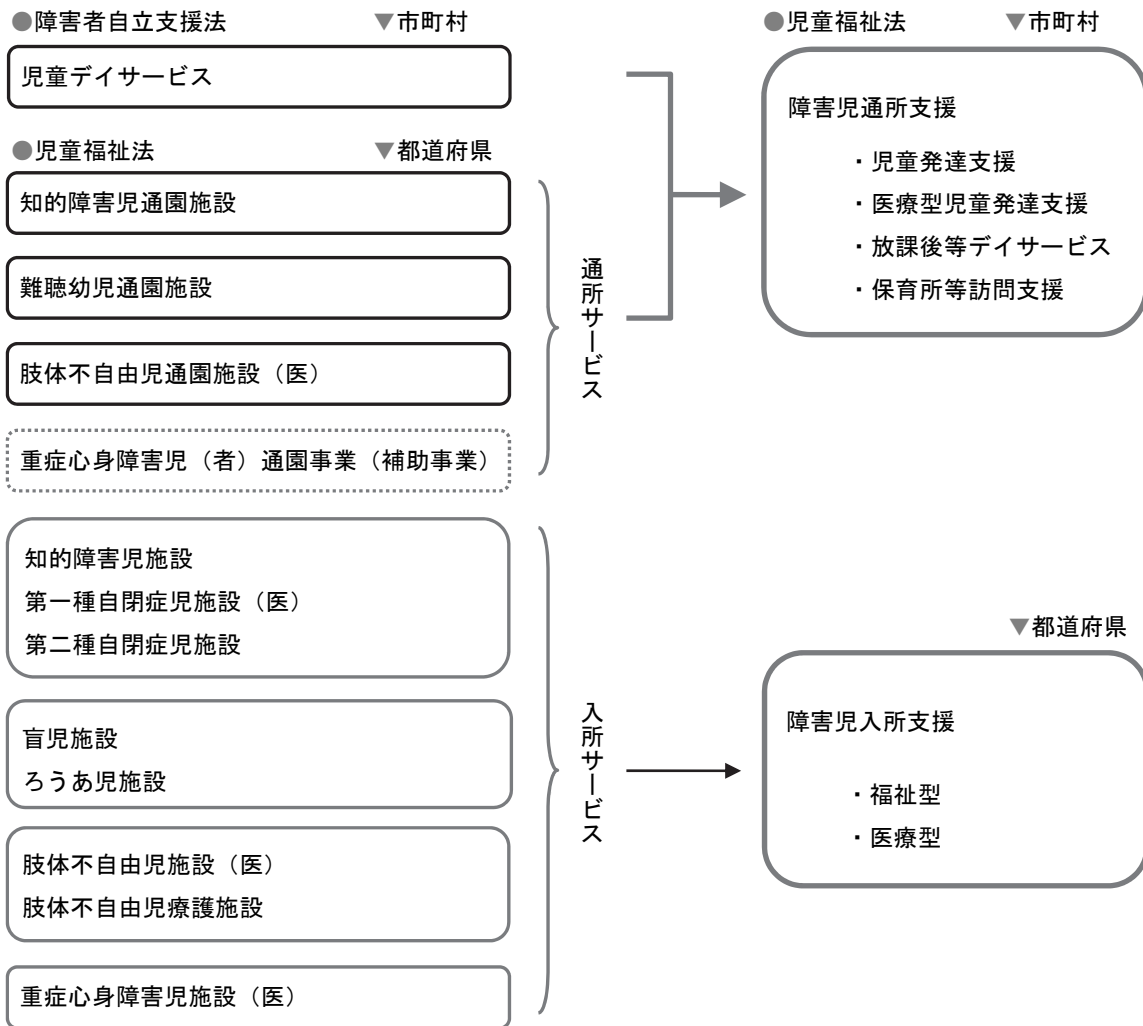 ●障害者自立支援法 ▼市町村
児童デイサービス
●児童福祉法 ▼都道府県
知的障害児通園施設
難聴幼児通園施設
肢体不自由児通園施設（医）
重症心身障害児（者）通園事業（補助事業）
通所サービス
知的障害児施設
第一種自閉症児施設（医）
第二種自閉症児施設
盲児施設
ろうあ児施設
肢体不自由児施設（医）
肢体不自由児療護施設
重症心身障害児施設（医）
入所サービス
●児童福祉法 ▼市町村
障害児通所支援
・児童発達支援
・医療型児童発達支援
・放課後等デイサービス
・保育所等訪問支援
▼都道府県
障害児入所支援
・福祉型
・医療型